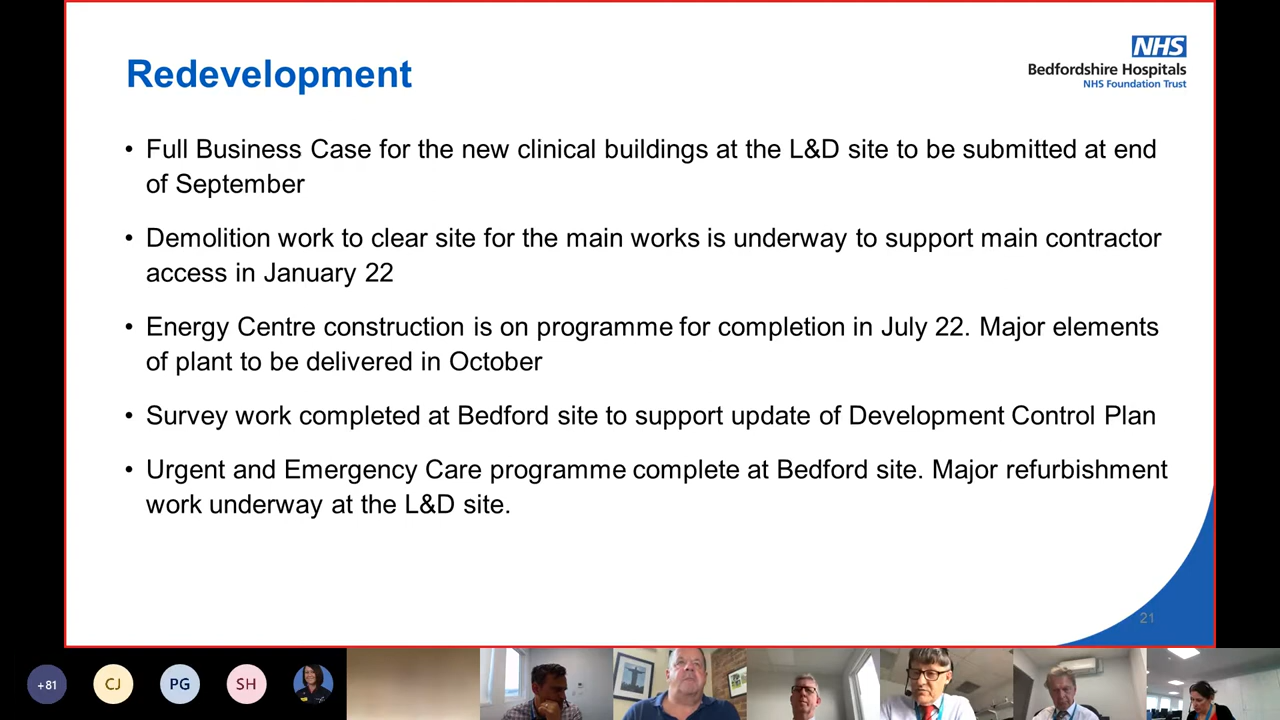 Redevelopment
NHS
Bedfordshire Hospitals
NHS Foundation Trust
• Full Business Case for the new clinical buildings at the L&D site to be submitted at end
of September
• Demolition work to clear site for the main works is underway to support main contractor
access in January 22
• Energy Centre construction is on programme for completion in July 22. Major elements
of plant to be delivered in October
• Survey work completed at Bedford site to support update of Development Control Plan
• Urgent and Emergency Care programme complete at Bedford site. Major refurbishment
work underway at the L&D site.
21
+81
CJ
PG
SH